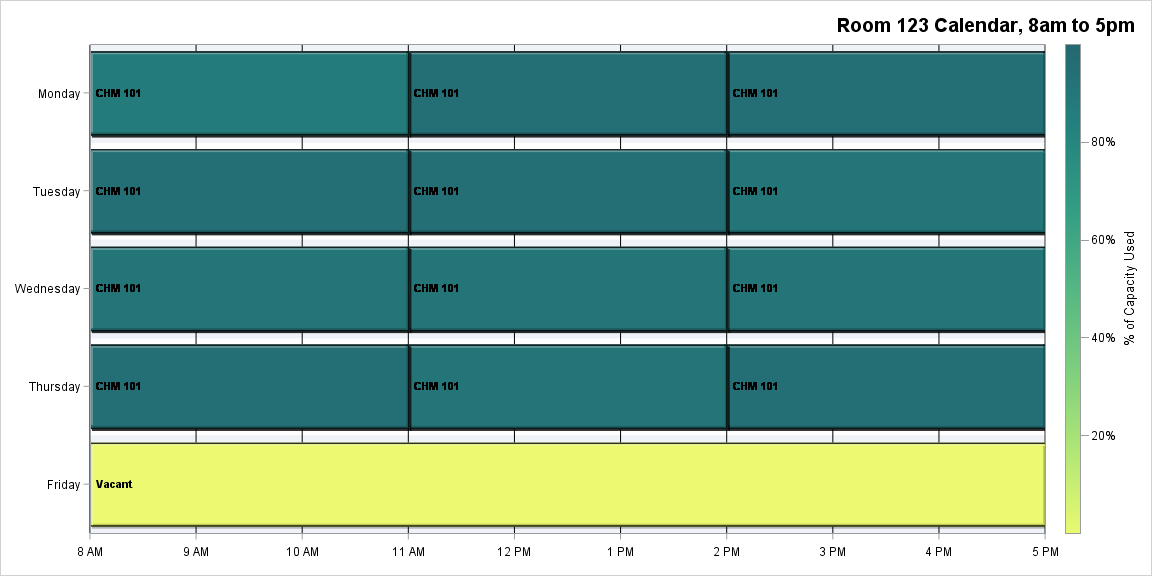 Room 123 Calendar, 8am to 5pm
Monday
CHM 101
CHM 101
CHM 101
Tuesday
CHM 101
CHM 101
CHM 101
Wednesday
CHM 101
CHM 101
CHM 101
Thursday
CHM 101
CHM 101
CHM 101
Friday
Vacant
8 AM
9 AM
10 AM
11 AM
12 PM
1 PM
2 PM
3 PM
4 PM
5 PM
80%
60%
40%
20%
% of Capacity Used